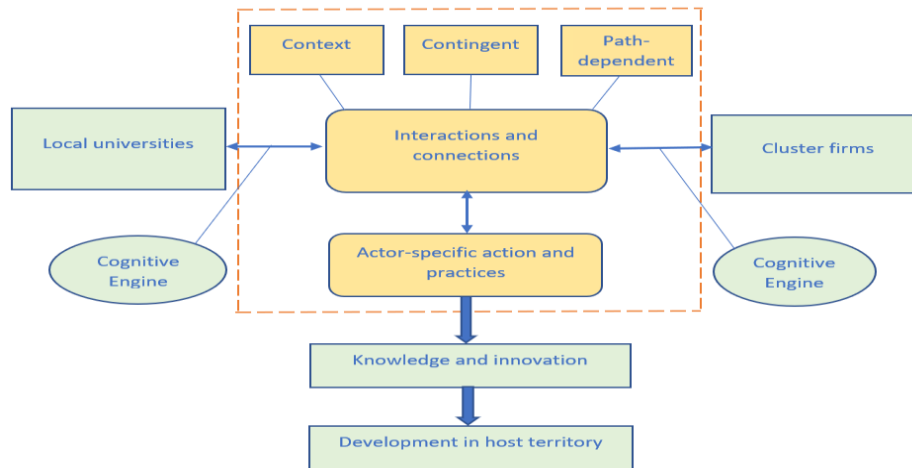 Context
Contingent
Path-
dependent
Local universities
Interactions and
connections
Cluster firms
Cognitive
Engine
Actor-specific action and
practices
Cognitive
Engine
Knowledge and innovation
Development in host territory